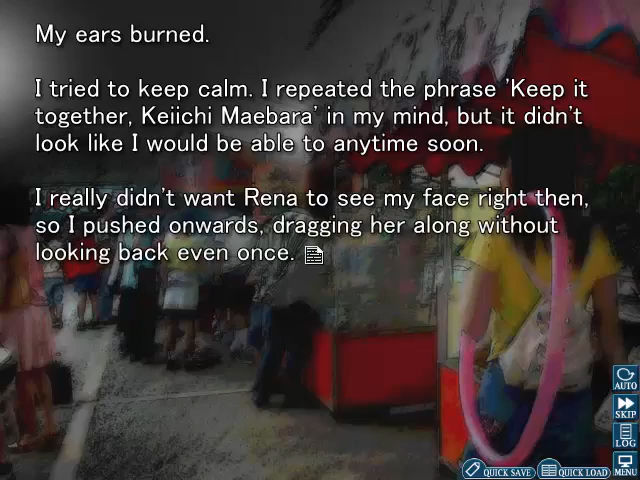 My ears burned.
I tried to keep calm. I repeated the phrase 'Keep it
together, Keiichi Maebara' in my mind, but it didn't
look like I would be able to anytime soon.
I really didn't want Rena to see my face right then,
so I pushed onwards, dragging her along without
looking back even once.
AUTO
SKIP
LOG
MENU
QUICK SAVE
QUICK LOAD